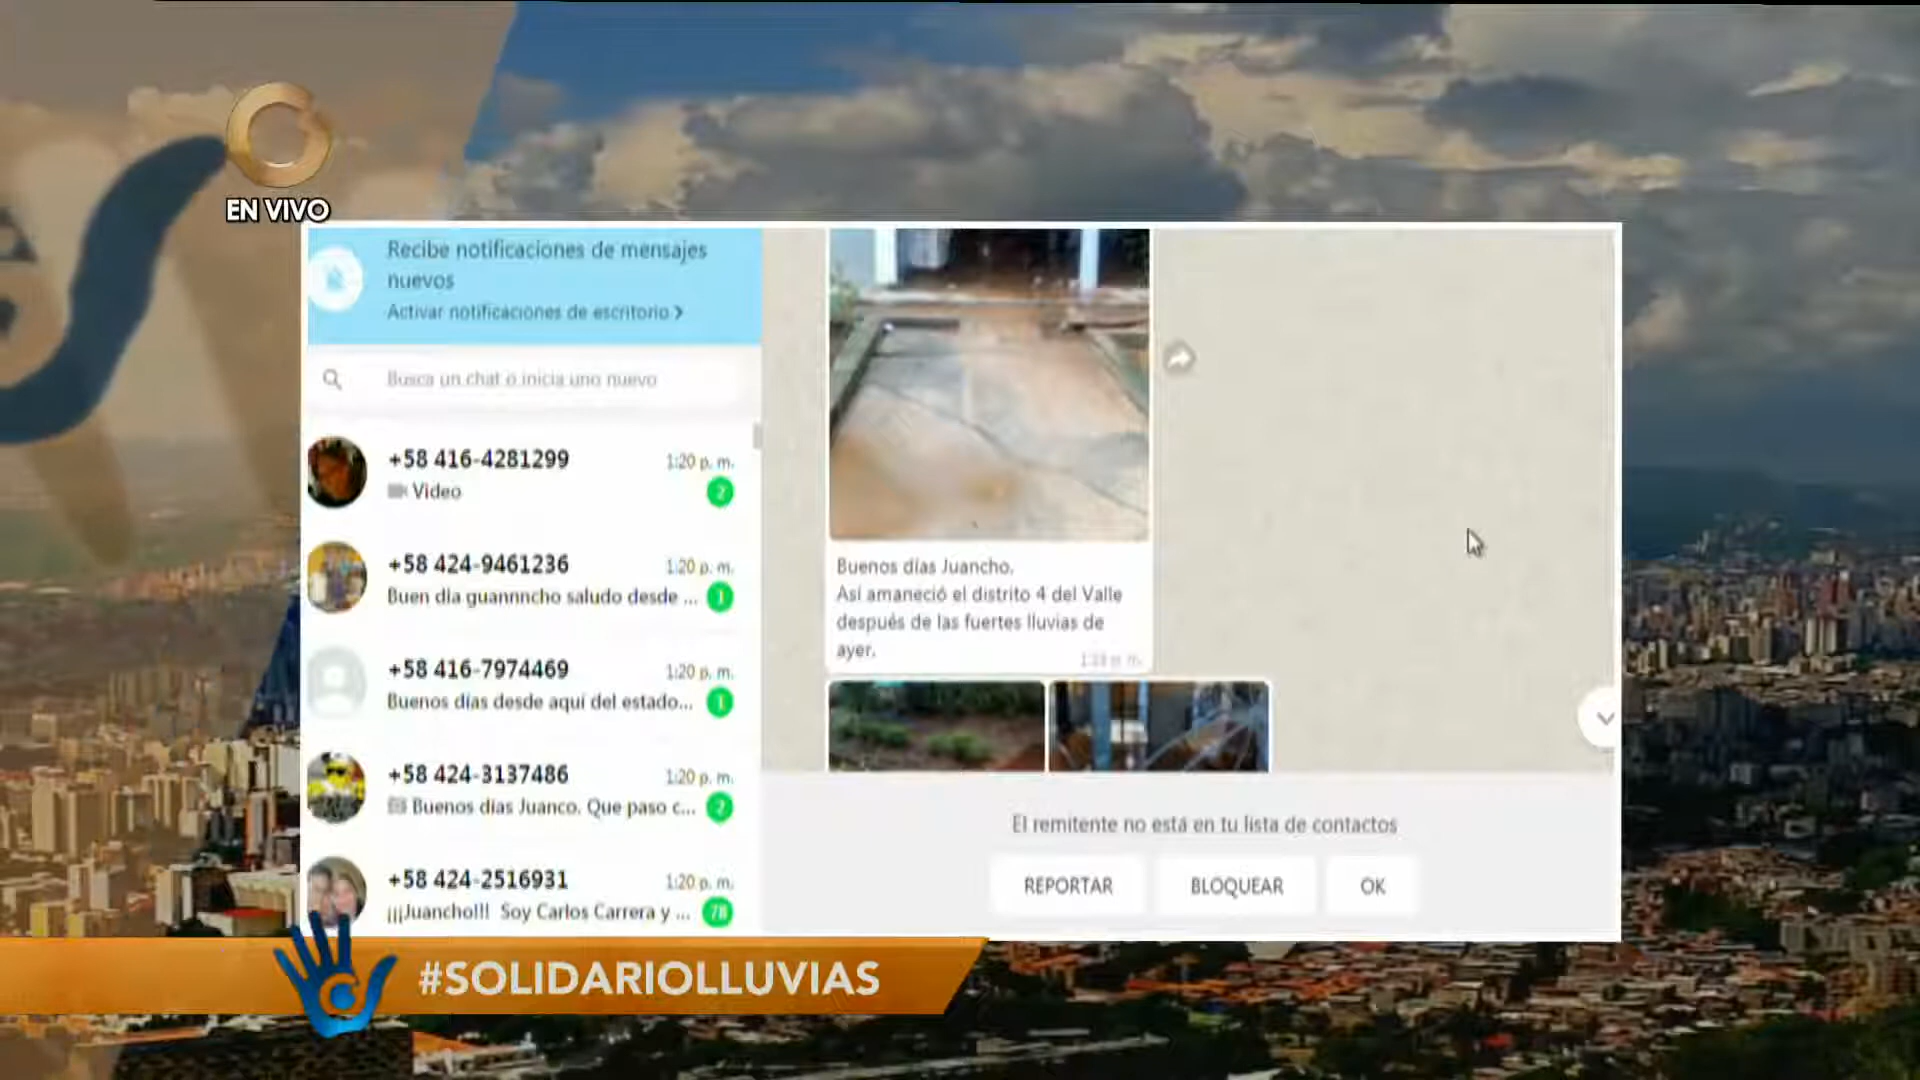 EN VIVO
Recibe notificaciones de mensajes
nuevos
Activar notificaciones de escritorio >
Busca un chat o inicia uno nuevo
+58 416-4281299
1:20 p. m.
Video
2
+58 424-9461236
1:20 p. m.
Buen dia guannncho saludo desde ...
1
+58 416-7974469
1:20 p. m.
Buenos días desde aquí del estado...
1
+58 424-3137486
1:20 p. m.
Buenos días Juanco. Que paso c...
2
+58 424-2516931
1:20 p. m.
¡¡¡Juancho!!! Soy Carlos Carrera y ...
78
Buenos días Juancho.
Así amaneció el distrito 4 del Valle
después de las fuertes lluvias de
ayer.
El remitente no está en tu lista de contactos
REPORTAR
BLOQUEAR
OK
#SOLIDARIOLLUVIAS